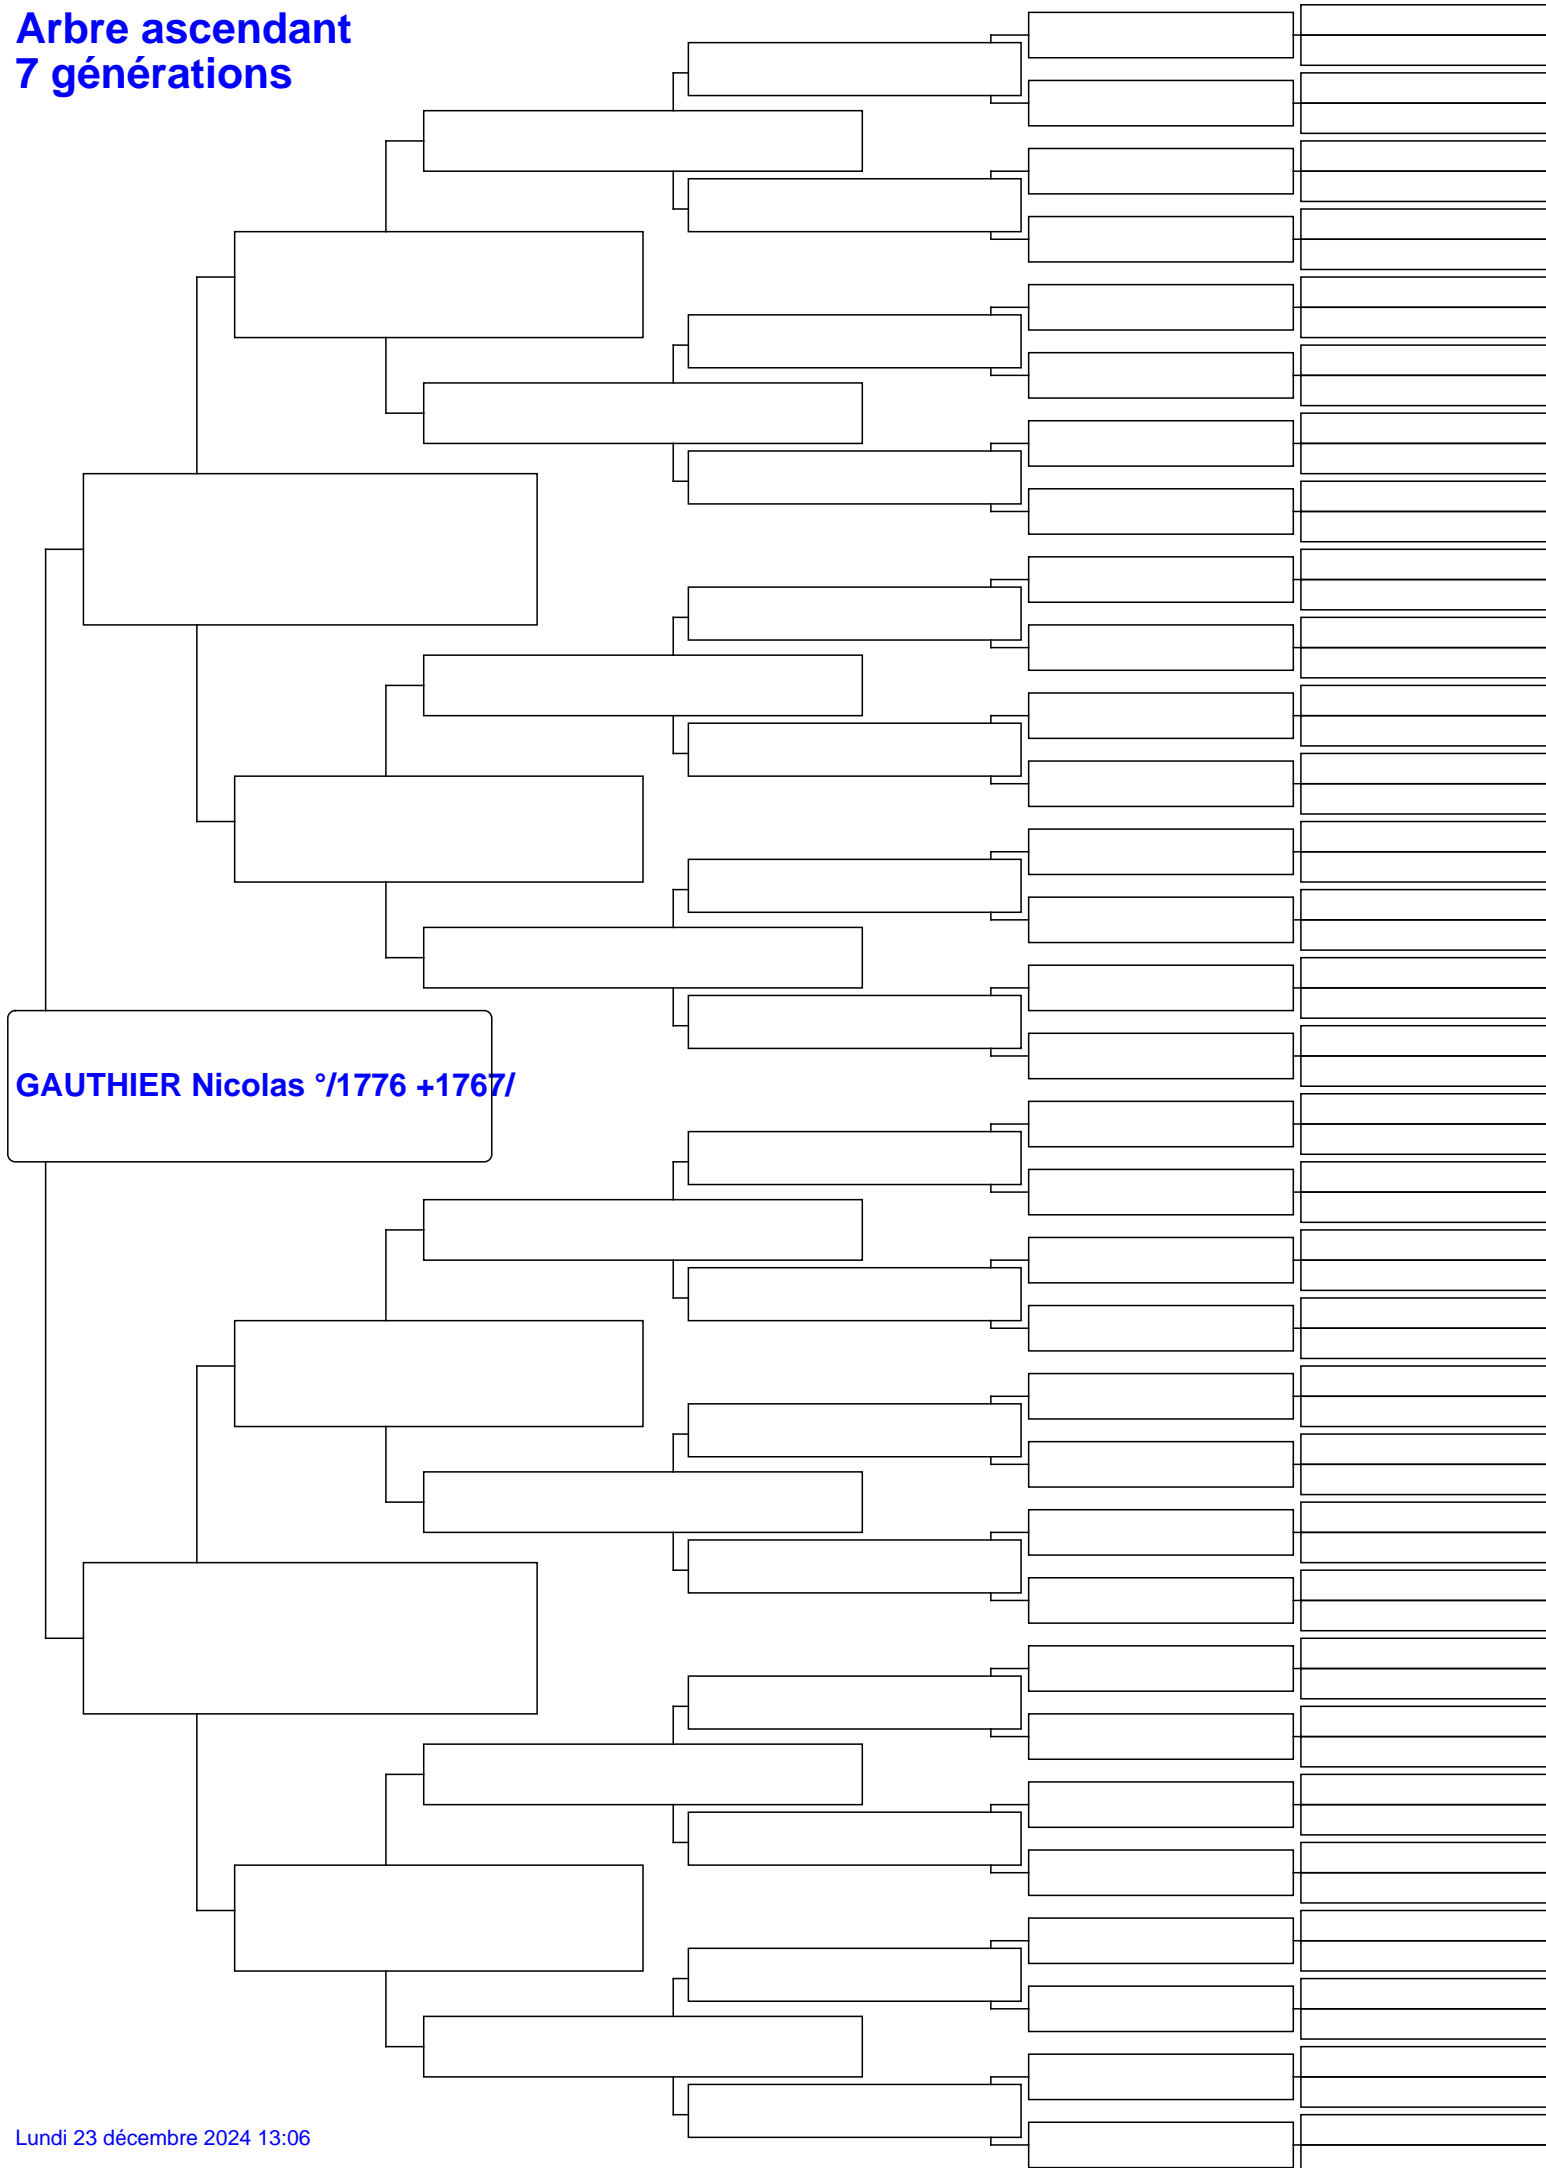 Arbre ascendant
7 générations
GAUTHIER Nicolas °/1776 +1767/
Lundi 23 décembre 2024 13:06